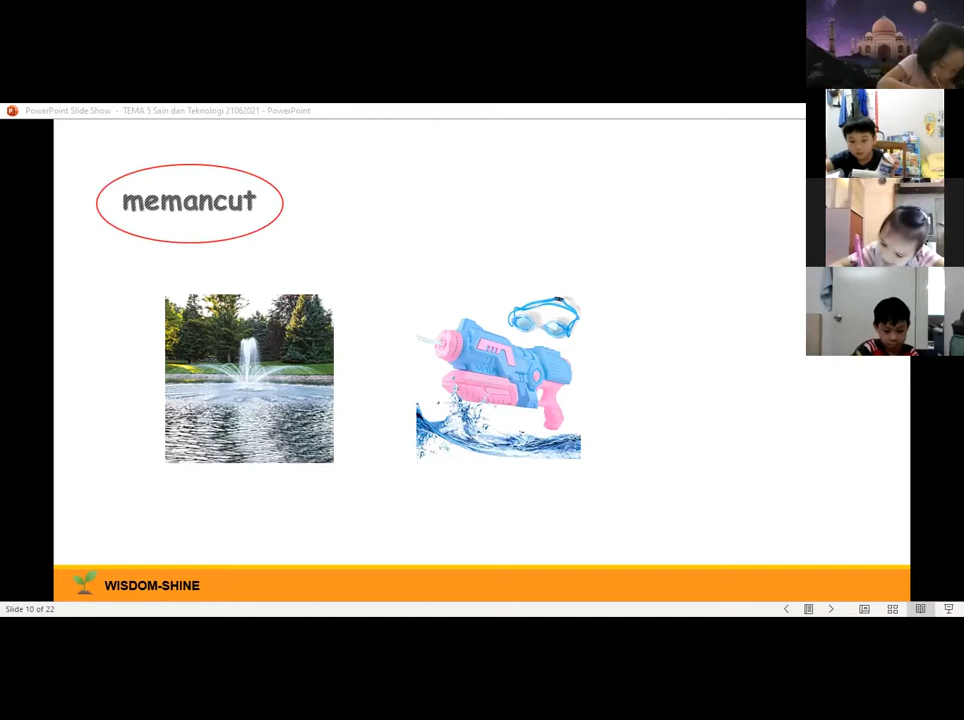 PowerPoint Slide Show - TEMA 5 Sain dan Teknologi 21062021 - PowerPoint
memancut
WISDOM-SHINE
Slide 10 of 22